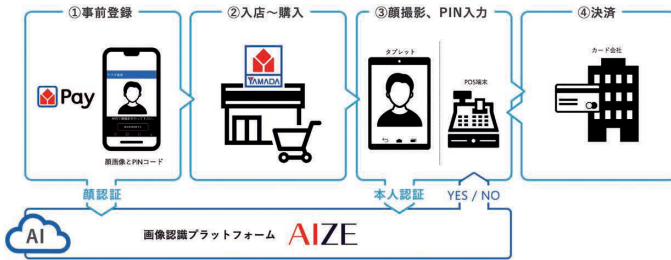 ①事前登録
②入店～購入
③顔撮影、PIN入力
④決済
Pay
顔画像とPINコード
YAMADA
タブレット
POS端末
カード会社
顔認証
本人認証
YES / NO
AI
画像認識プラットフォーム AIZE